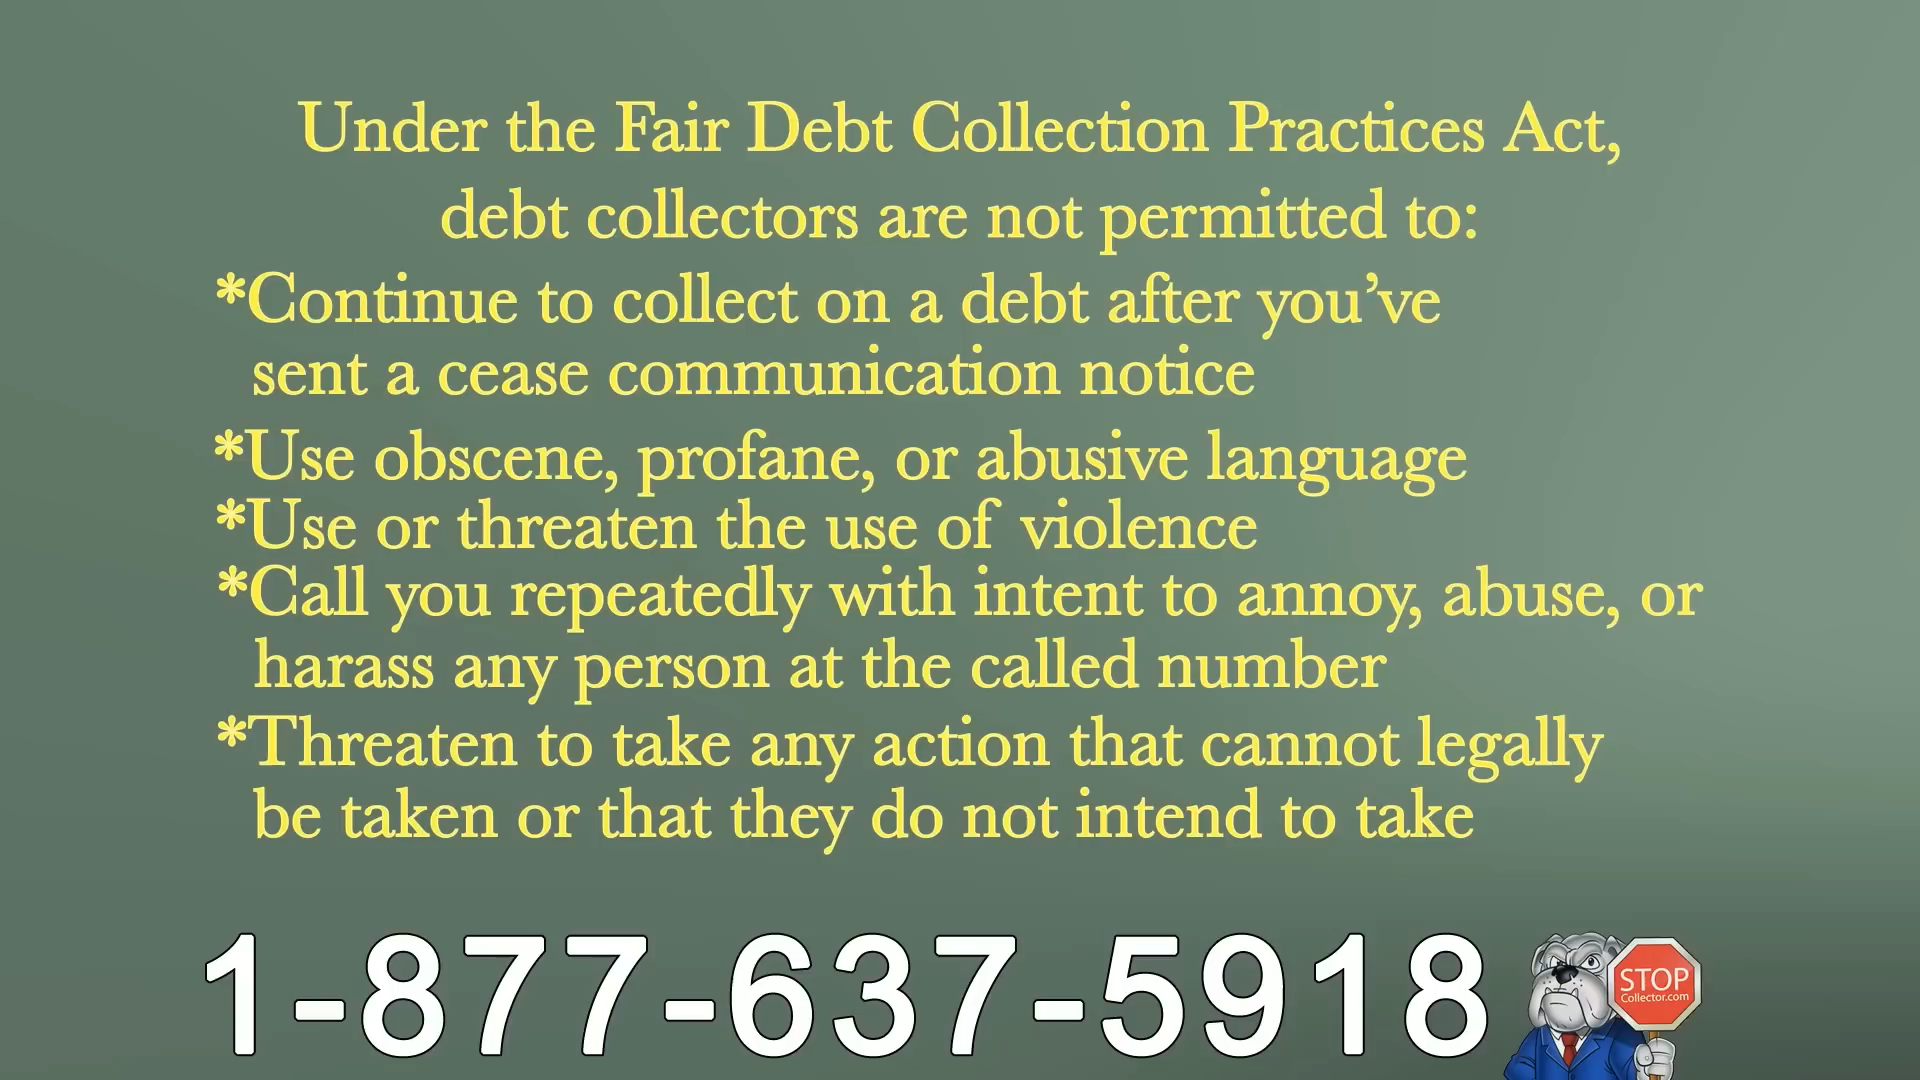 Under the Fair Debt Collection Practices Act,
debt collectors are not permitted to:
*Continue to collect on a debt after you’ve
sent a cease communication notice
*Use obscene, profane, or abusive language
*Use or threaten the use of violence
*Call you repeatedly with intent to annoy, abuse, or
harass any person at the called number
*Threaten to take any action that cannot legally
be taken or that they do not intend to take
1-877-637-5918
STOP
Collector.com